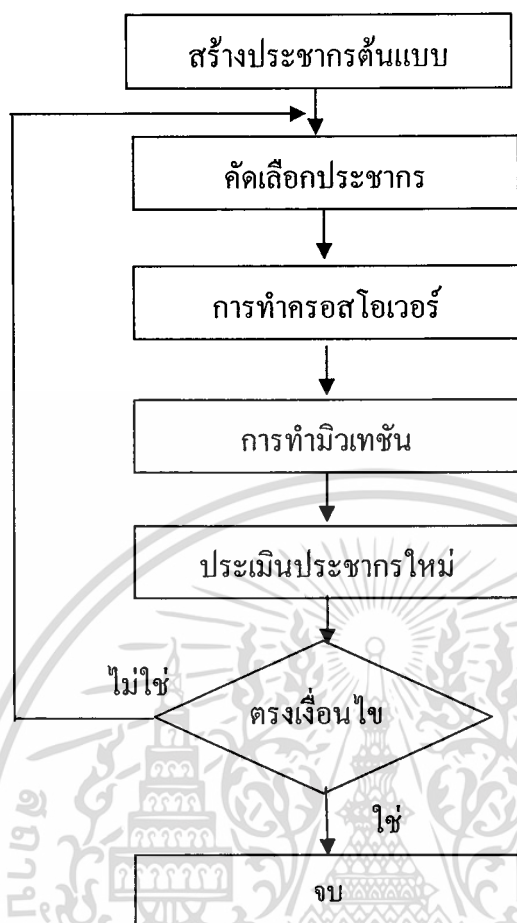 สร้างประชากรต้นแบบ
คัดเลือกประชากร
การทำครอสโอเวอร์
การทำมิวเทชัน
ประเมินประชากรใหม่
ไม่ใช่
ตรงเงื่อนไข
ใช่
จบ